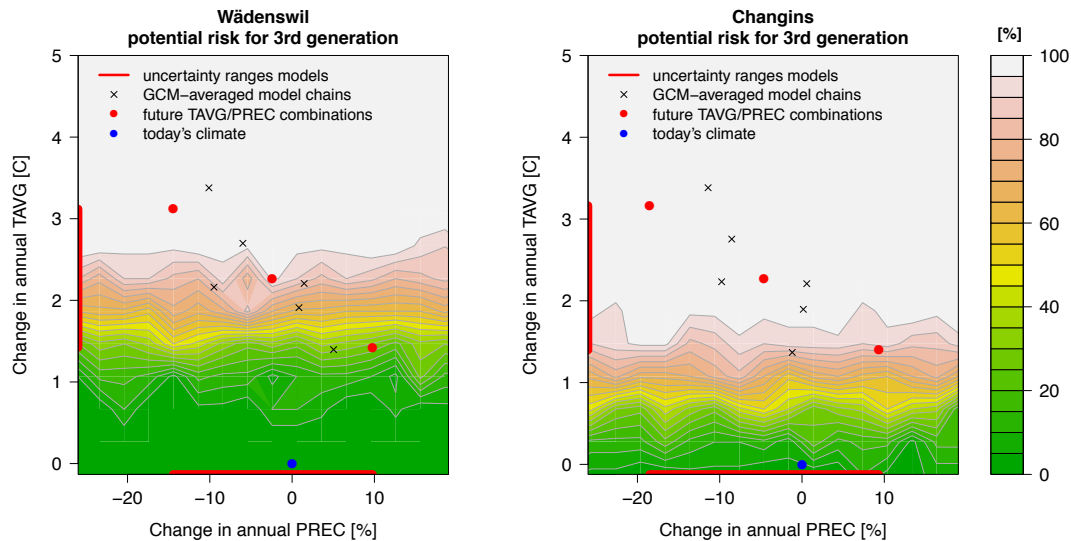 Wädenswil
potential risk for 3rd generation
5
4
3
2
1
0
Change in annual TAVG [C]
uncertainty ranges models
GCM−averaged model chains
future TAVG/PREC combinations
today's climate
−20
−10
0
10
Change in annual PREC [%]
Changins
potential risk for 3rd generation
5
4
3
2
1
0
Change in annual TAVG [C]
uncertainty ranges models
GCM−averaged model chains
future TAVG/PREC combinations
today's climate
−20
−10
0
10
Change in annual PREC [%]
[%]
100
80
60
40
20
0